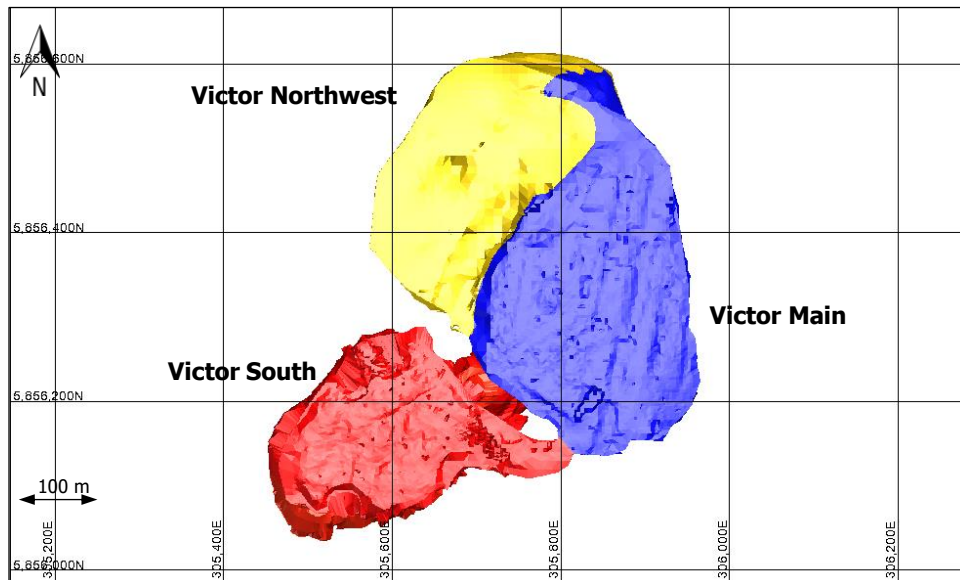 5,856,600N
N
Victor Northwest
5,856,400N
Victor Main
Victor South
5,856,200N
100 m
5,856,000N
305,200E
305,400E
305,600E
305,800E
306,000E
306,200E